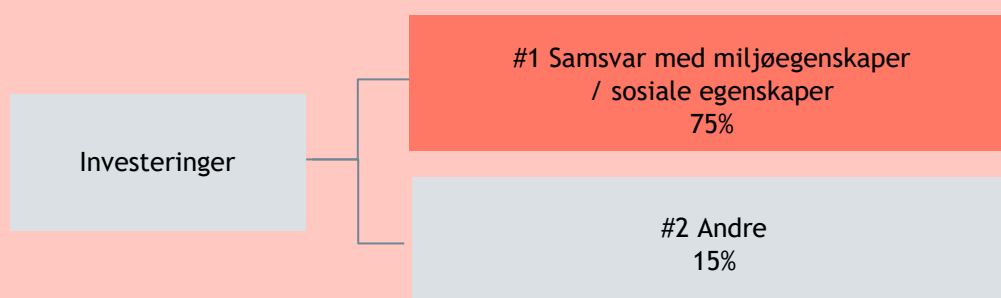 Investeringer
#1 Samsvar med miljøegenskaper
/ sosiale egenskaper
75%
#2 Andre
15%